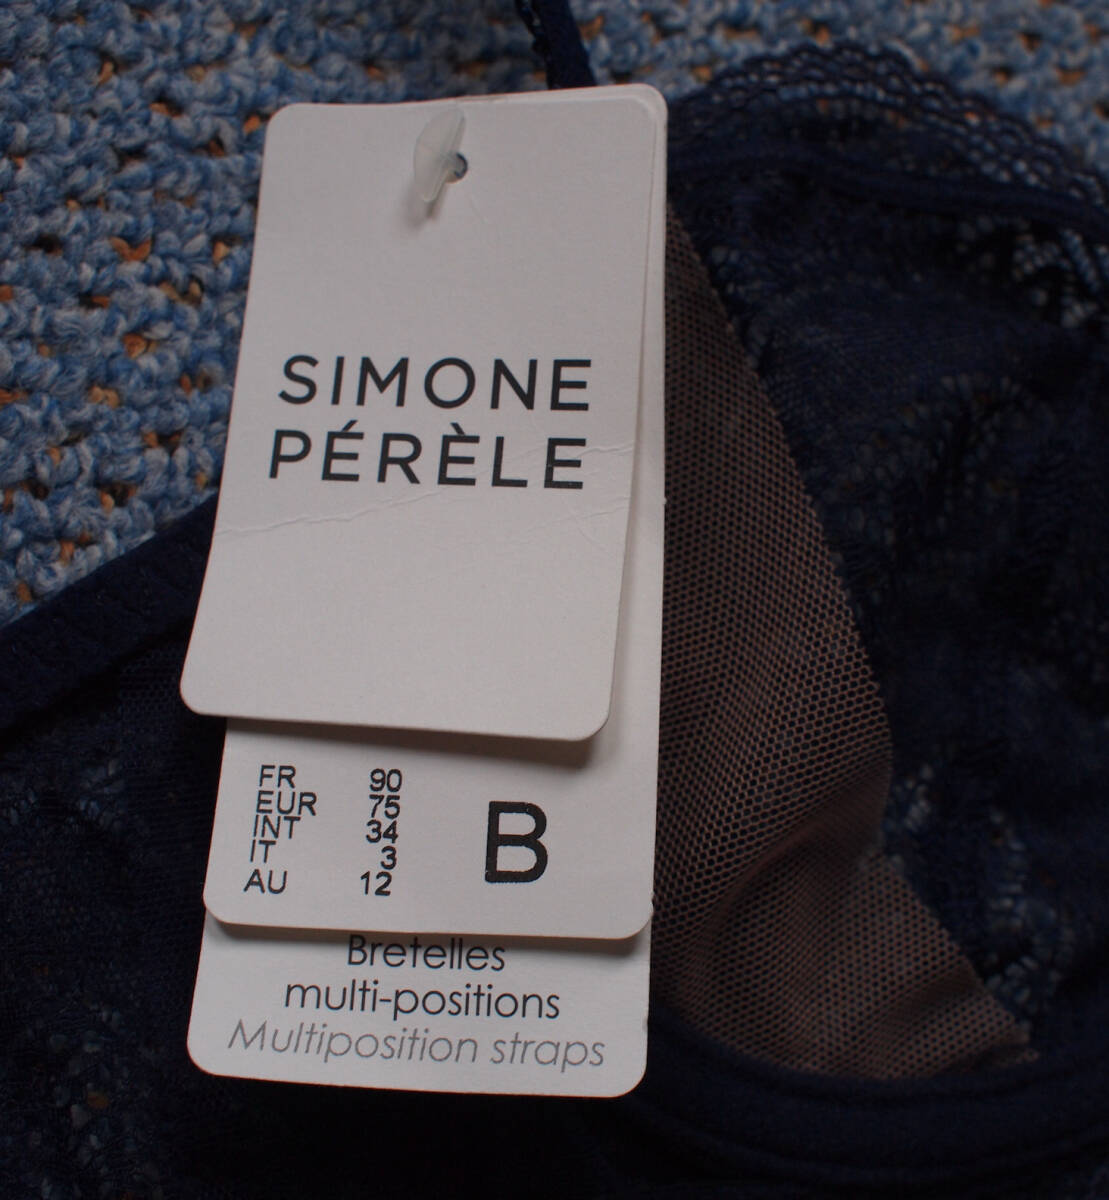 SIMONE
PÉRÈLE
FR 90
EUR 75
INT 34
IT 3
AU 12
B
Bretelles
multi-positions
Multiposition straps